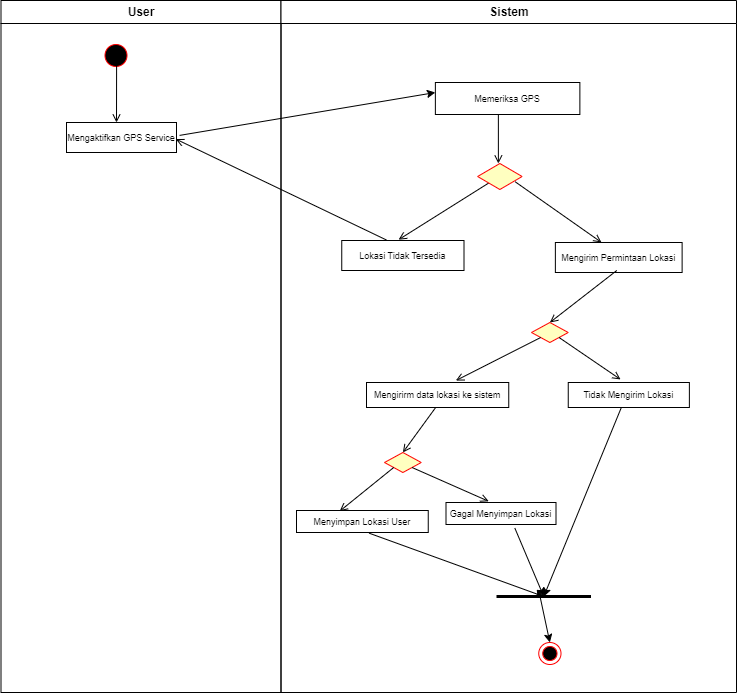 User
Sistem
Memeriksa GPS
Mengaktifkan GPS Service
Lokasi Tidak Tersedia
Mengirim Permintaan Lokasi
Mengirirm data lokasi ke sistem
Tidak Mengirim Lokasi
Menyimpan Lokasi User
Gagal Menyimpan Lokasi